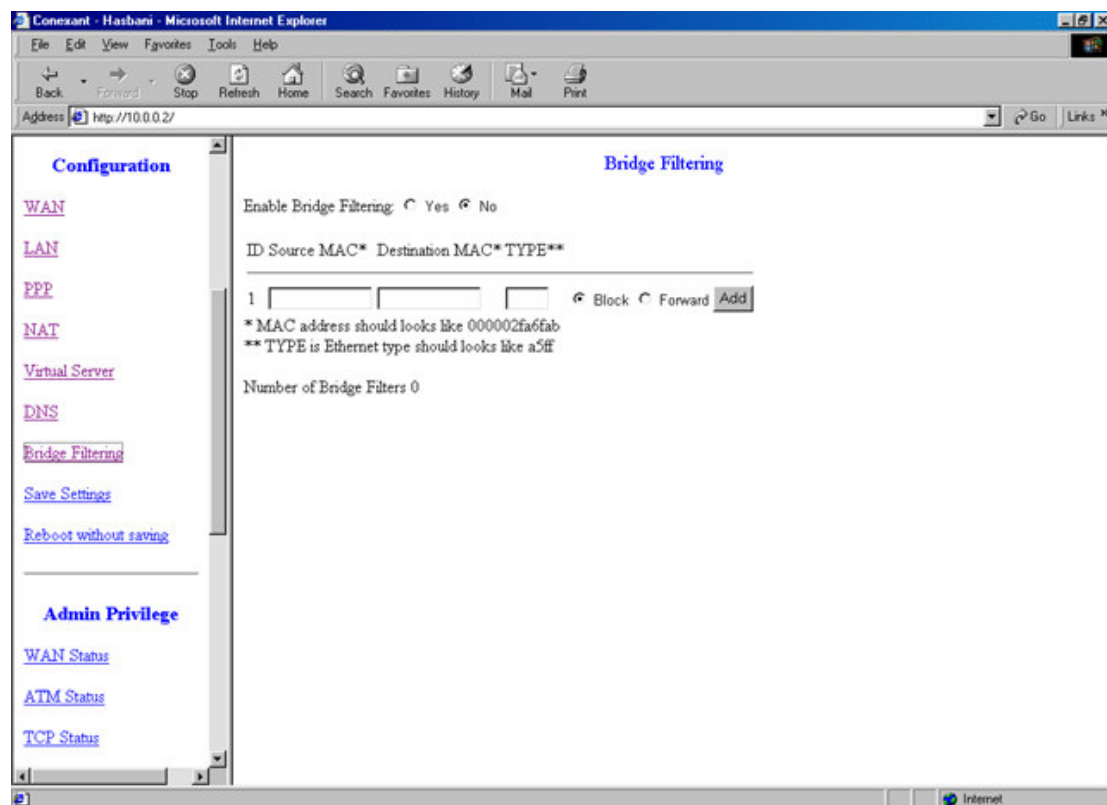 Conexant - Hasbani - Microsoft Internet Explorer
File Edit View Favorites Tools Help
Back Forward Stop Refresh Home Search Favorites History Mail Print
Address http://10.0.0.2/ Go Links »
Configuration
WAN
LAN
PPP
NAT
Virtual Server
DNS
Bridge Filtering
Save Settings
Reboot without saving
Admin Privilege
WAN Status
ATM Status
TCP Status
Bridge Filtering
Enable Bridge Filtering: Yes No
ID Source MAC* Destination MAC* TYPE**
1 Block Forward Add
* MAC address should looks like 000002fa6fab
** TYPE is Ethernet type should looks like a5ff
Number of Bridge Filters 0
Internet